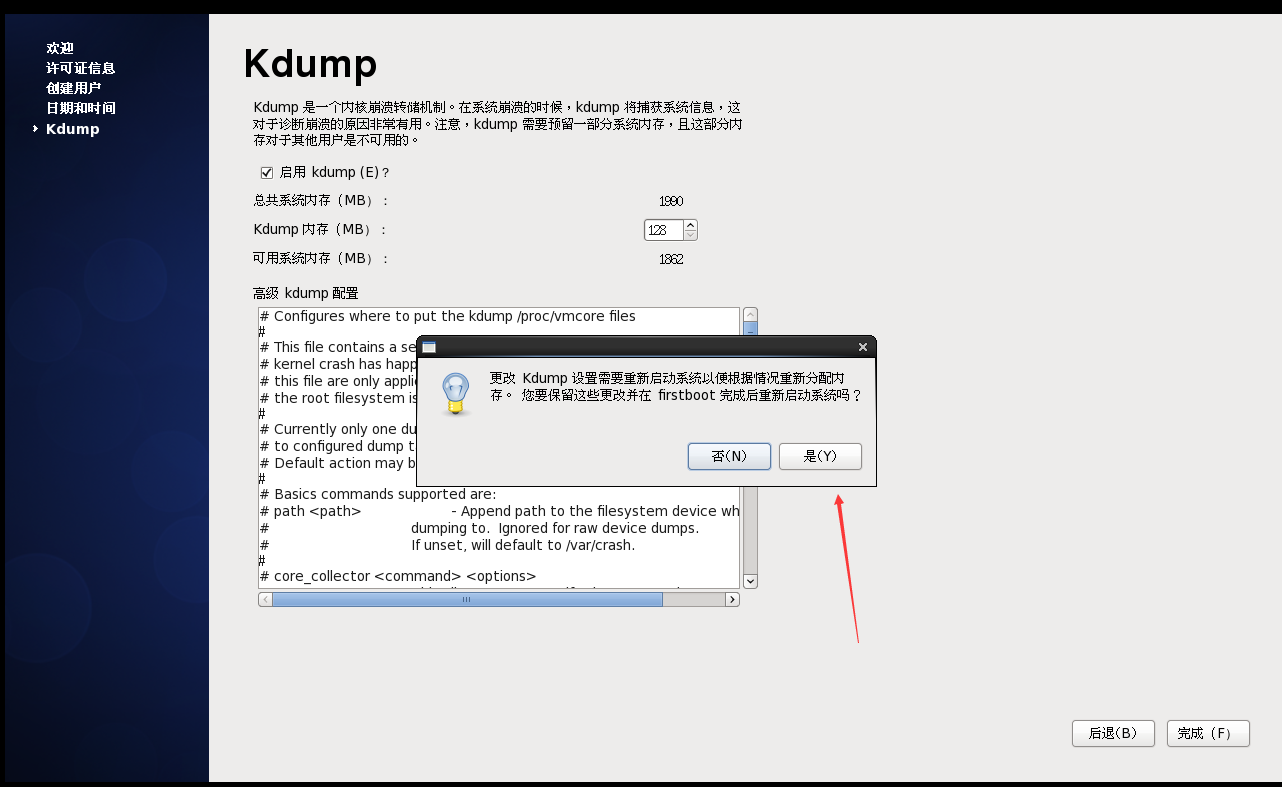 欢迎
许可证信息
创建用户
日期和时间
Kdump
Kdump
Kdump 是一个内核崩溃转储机制。在系统崩溃的时候，kdump 将捕获系统信息，这
对于诊断崩溃的原因非常有用。注意，kdump 需要预留一部分系统内存，且这部分内
存对于其他用户是不可用的。
启用 kdump (E)？
总共系统内存（MB）： 1990
Kdump 内存（MB）： 128
可用系统内存（MB）： 1862
高级 kdump 配置
# Configures where to put the kdump /proc/vmcore files
#
# This file contains a se
# kernel crash has happ
# this file are only appli
# the root filesystem is
#
# Currently only one du
# to configured dump t
# Default action may b
#
# Basics commands supported are:
# path <path> - Append path to the filesystem device wh
# dumping to. Ignored for raw device dumps.
# If unset, will default to /var/crash.
#
# core_collector <command> <options>
更改 Kdump 设置需要重新启动系统以便根据情况重新分配内
存。 您要保留这些更改并在 firstboot 完成后重新启动系统吗？
否(N) 是(Y)
后退(B) 完成（F）